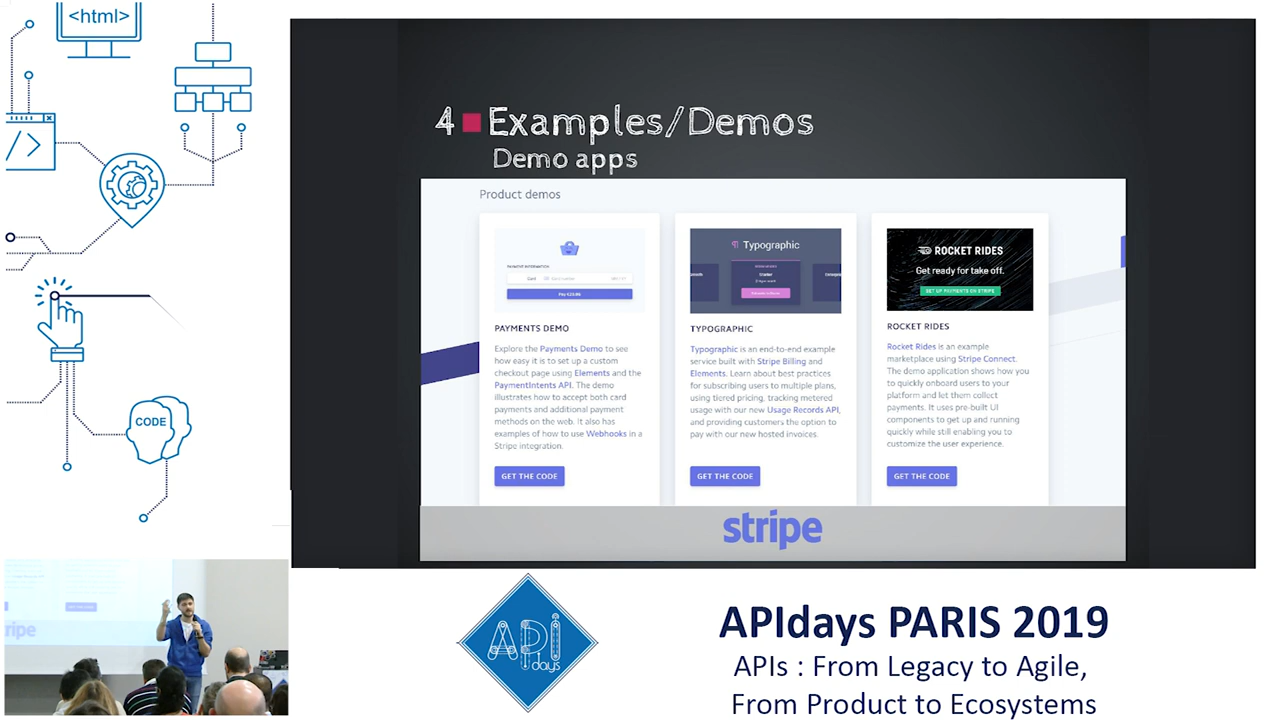 <html>
</>
CODE
4 Examples/Demos
Demo apps
Product demos
Pay
PAYMENTS DEMO
Explore the Payments Demo to see
how easy it is to set up a custom
checkout page using Elements and the
PaymentIntents API. The demo
illustrates how to accept both card
payments and additional payment
methods on the web. It also has
examples of how to use Webhooks in a
Stripe integration.
GET THE CODE
Typographic
TYPOGRAPHIC
Typographic is an end-to-end example
service built with Stripe Billing and
Elements. Learn about best practices
for subscribing users to multiple plans,
using tiered pricing, tracking metered
usage with our new Usage Records API,
and providing customers the option to
pay with our new hosted invoices.
GET THE CODE
ROCKET RIDES
Get ready for take off.
SET UP PAYMENTS ON STRIPE
ROCKET RIDES
Rocket Rides is an example
marketplace using Stripe Connect.
The demo application shows how you
to quickly onboard users to your
platform and let them collect
payments. It uses pre-built UI
components to get up and running
quickly while still enabling you to
customize the user experience.
GET THE CODE
stripe
ripe
API
days
APIdays PARIS 2019
APIs : From Legacy to Agile,
From Product to Ecosystems